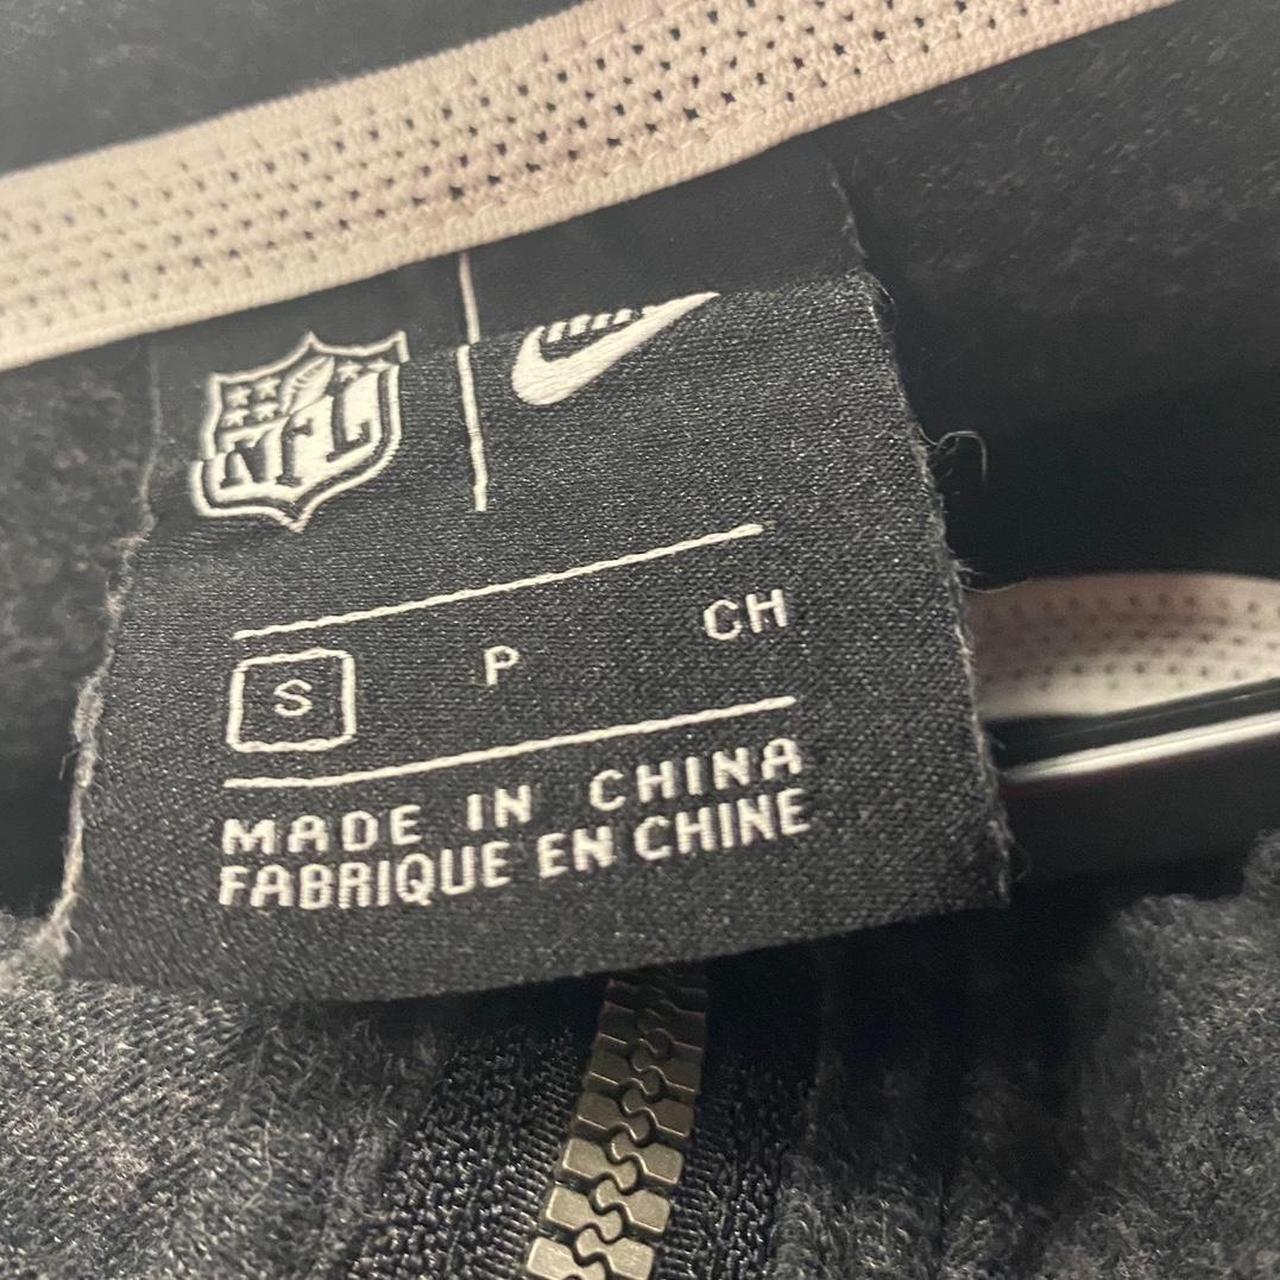 NFL
S P CH
MADE IN CHINA
FABRIQUE EN CHINE